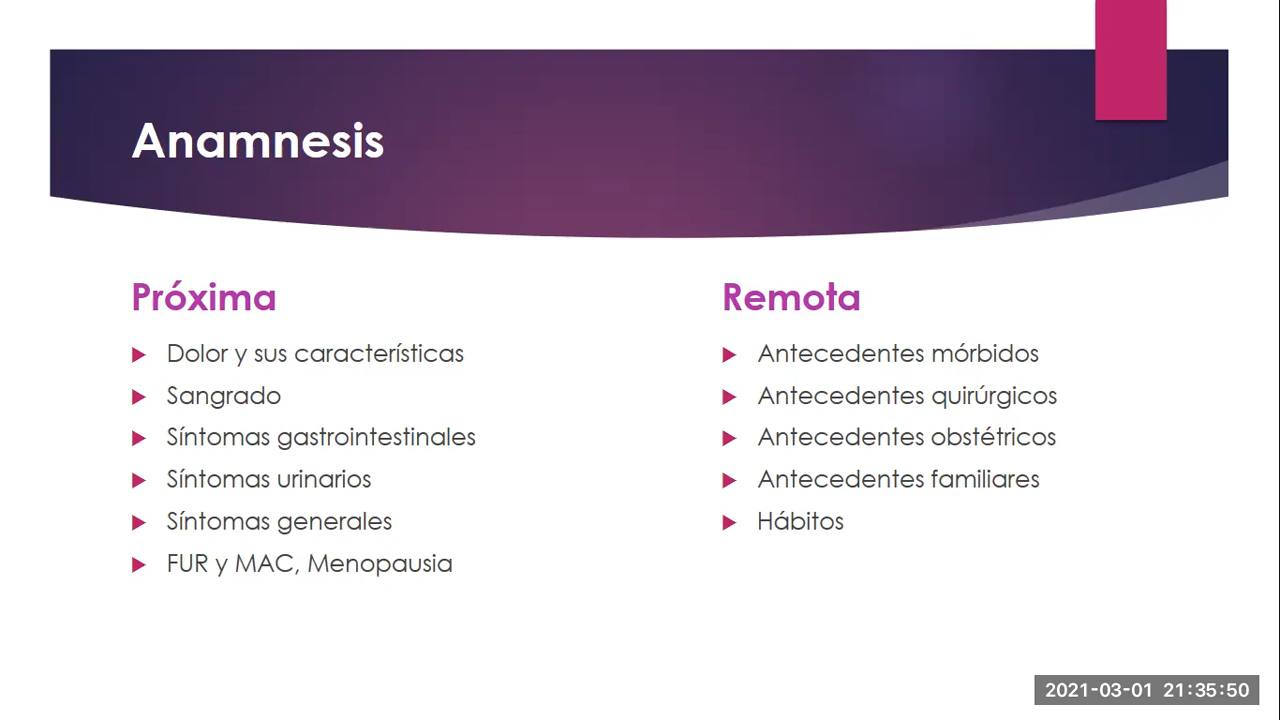 Anamnesis
Próxima
Dolor y sus características
Sangrado
Síntomas gastrointestinales
Síntomas urinarios
Síntomas generales
FUR y MAC, Menopausia
Remota
Antecedentes mórbidos
Antecedentes quirúrgicos
Antecedentes obstétricos
Antecedentes familiares
Hábitos
2021-03-01 21:35:50